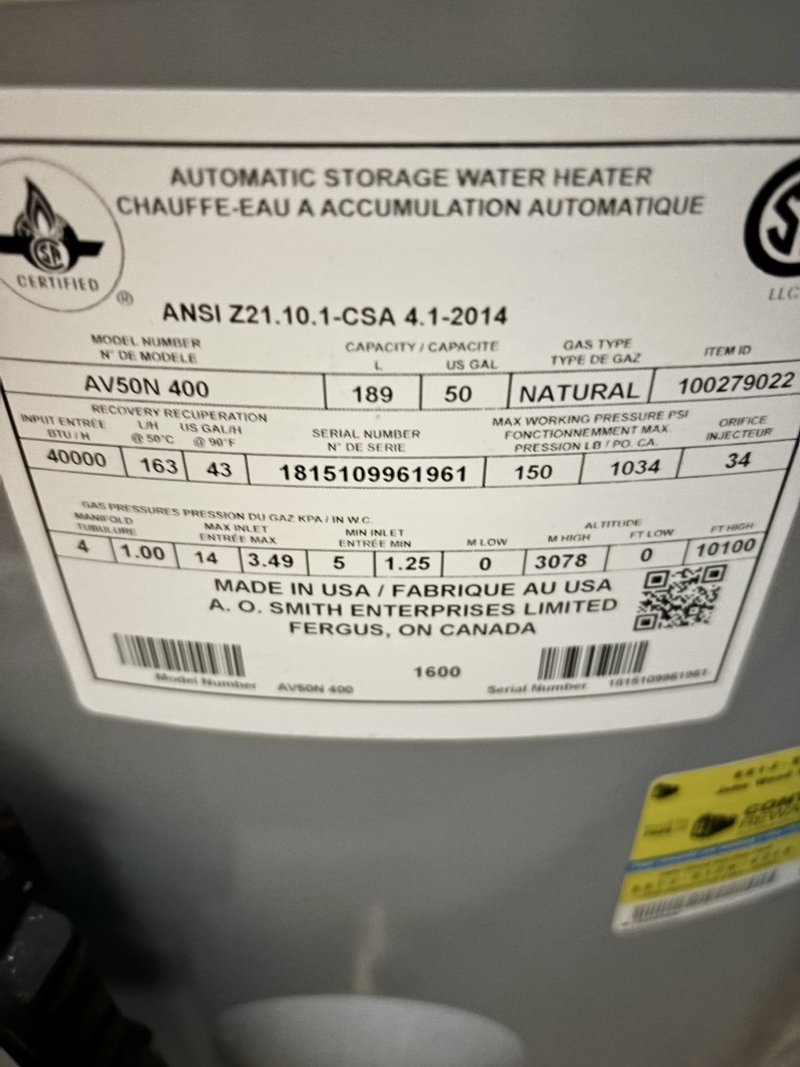 AUTOMATIC STORAGE WATER HEATER
CHAUFFE-EAU A ACCUMULATION AUTOMATIQUE
CSA
CERTIFIED
®
LLC
ANSI Z21.10.1-CSA 4.1-2014
MODEL NUMBER
N° DE MODELE
CAPACITY / CAPACITE
L US GAL
GAS TYPE
TYPE DE GAZ
ITEM ID
AV50N 400 189 50 NATURAL 100279022
INPUT ENTRÉE
BTU / H
RECOVERY RECUPERATION
L/H US GAL/H
@ 50°C @ 90°F
SERIAL NUMBER
N° DE SERIE
MAX WORKING PRESSURE PSI
FONCTIONNEMMENT MAX.
PRESSION LB / PO. CA.
ORIFICE
INJECTEUR
40000 163 43 1815109961961 150 1034 34
GAS PRESSURES PRESSION DU GAZ KPA / IN W.C.
MANIFOLD
TUBULURE
MAX INLET
ENTRÉE MAX
MIN INLET
ENTRÉE MIN
ALTITUDE
M LOW M HIGH FT LOW FT HIGH
4 1.00 14 3.49 5 1.25 0 3078 0 10100
MADE IN USA / FABRIQUE AU USA
A. O. SMITH ENTERPRISES LIMITED
FERGUS, ON CANADA
1600
Model Number AV50N 400
Serial Number 1815109961961